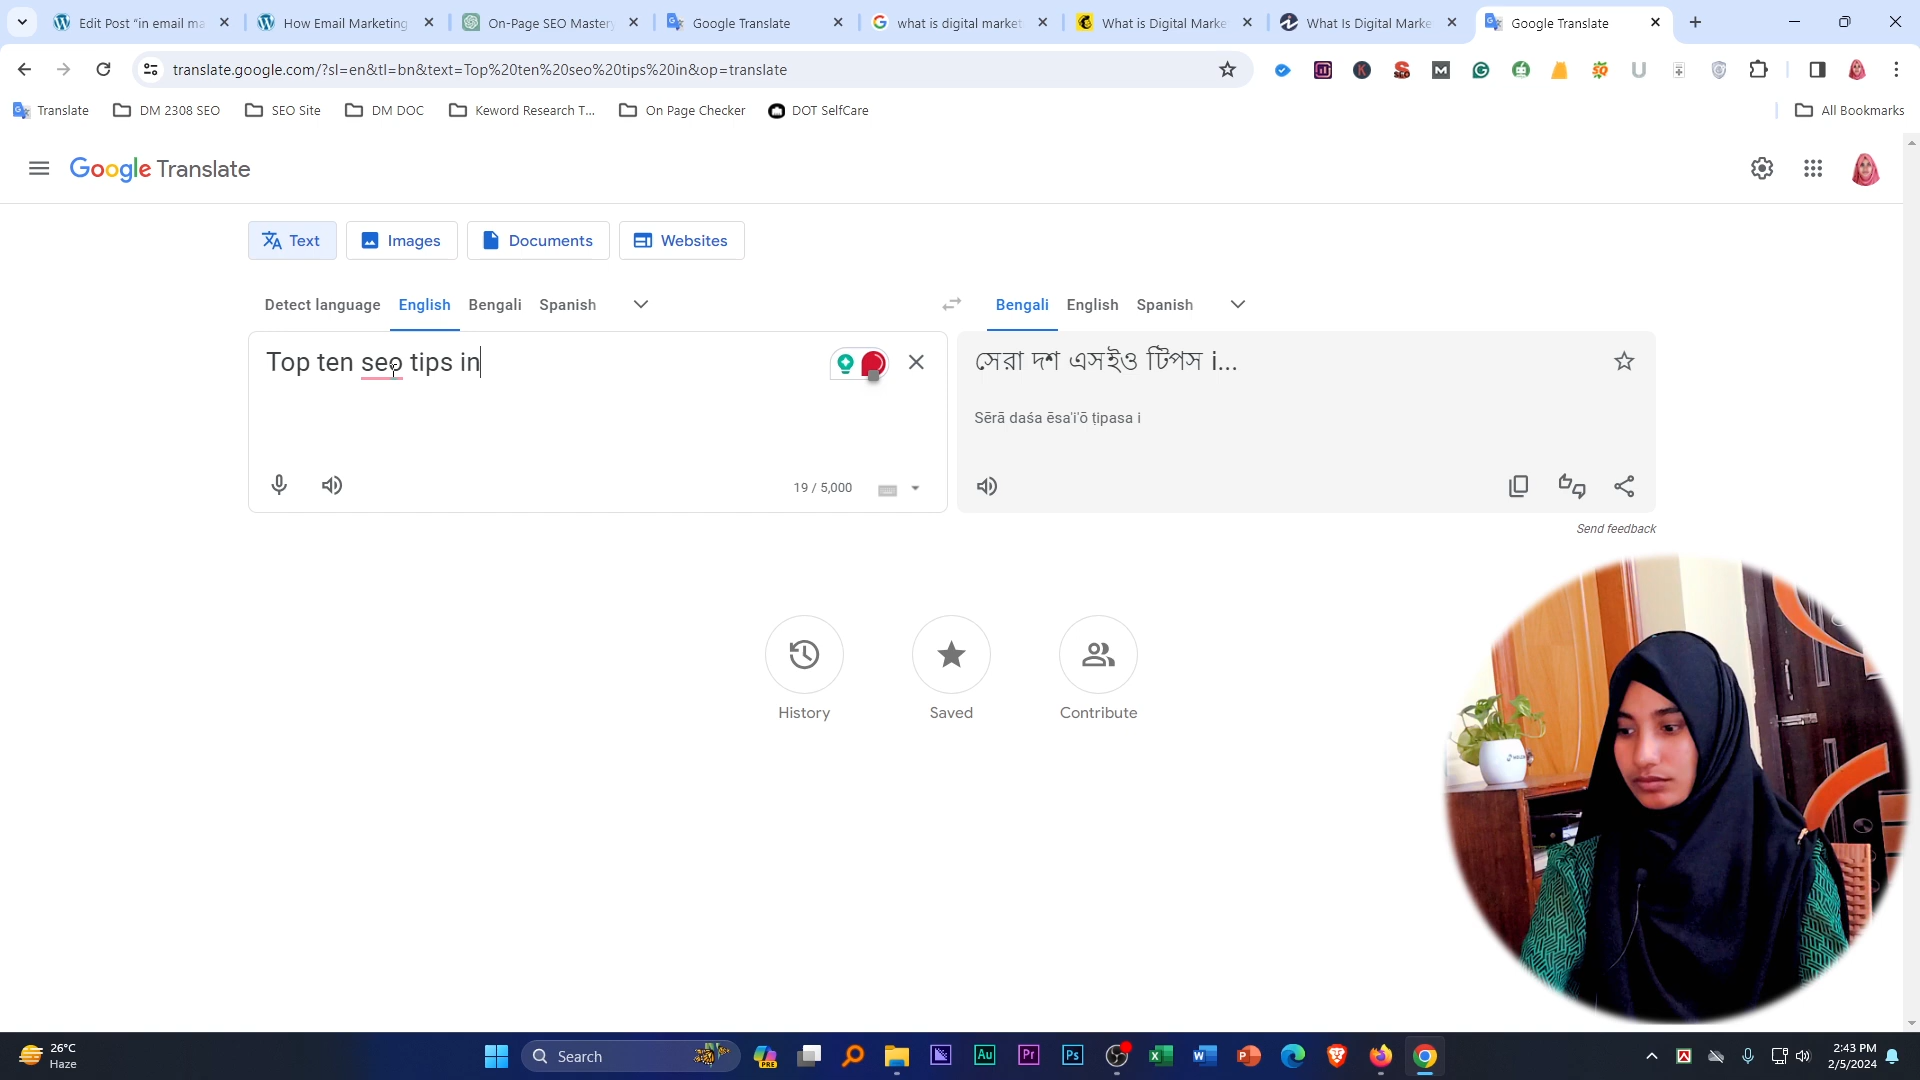 Edit Post “in email ma
How Email Marketing
On-Page SEO Mastery
Google Translate
what is digital market
What is Digital Marke
What Is Digital Marke
Google Translate
translate.google.com/?sl=en&tl=bn&text=Top%20ten%20seo%20tips%20in&op=translate
Translate
DM 2308 SEO
SEO Site
DM DOC
Keword Research T...
On Page Checker
DOT SelfCare
All Bookmarks
Google Translate
Text
Images
Documents
Websites
Detect language
English
Bengali
Spanish
Bengali
English
Spanish
Top ten seo tips in
সেরা দশ এসইও টিপস i...
Sērā daśa ēsa'i'ō ṭipasa i
19 / 5,000
Send feedback
History
Saved
Contribute
26°C
Haze
Search
2:43 PM
2/5/2024